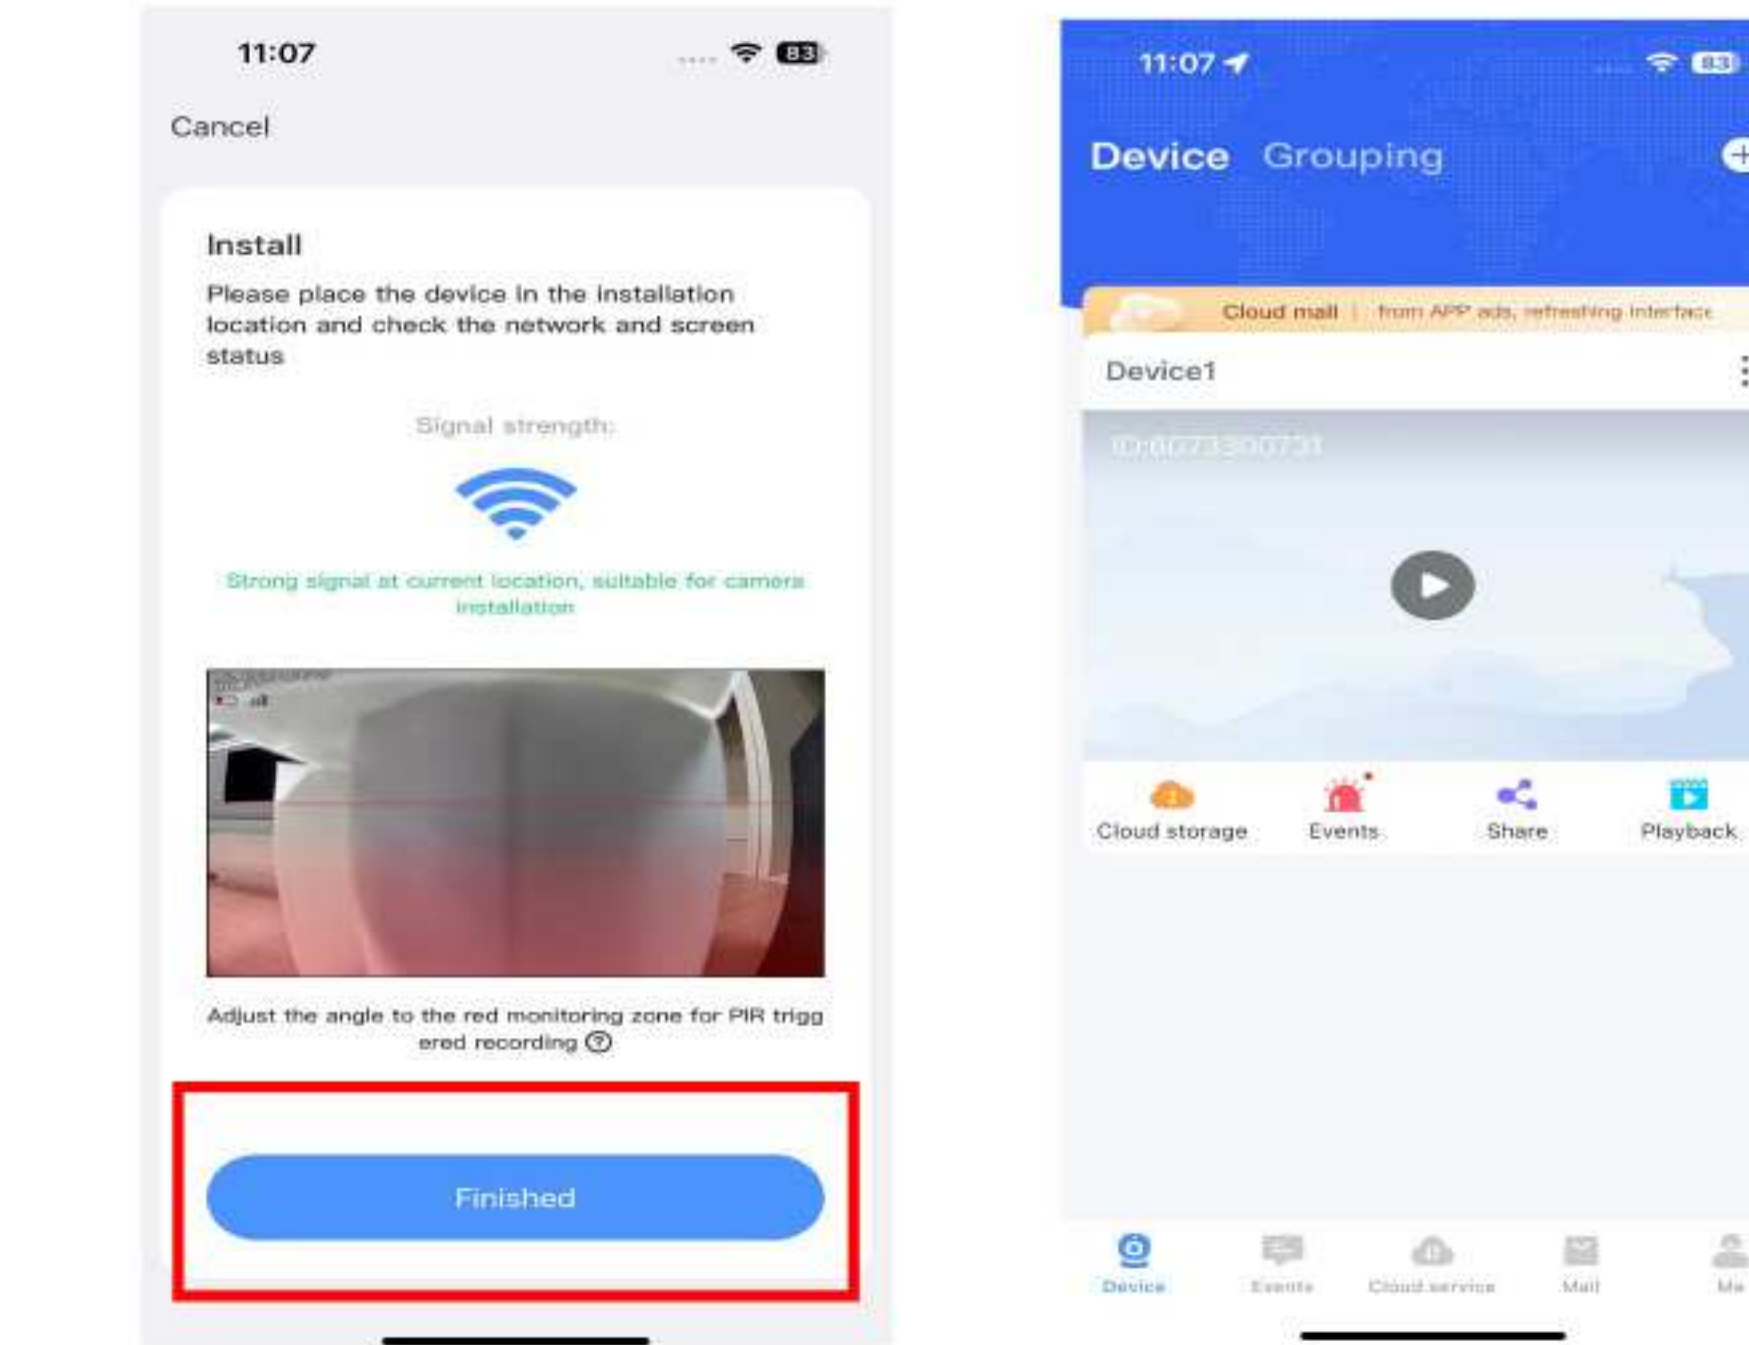 11:07
83
Cancel
Install
Please place the device in the installation
location and check the network and screen
status
Signal strength:
Strong signal at current location, suitable for camera
installation
Adjust the angle to the red monitoring zone for PIR trigg
ered recording ?
Finished
11:07
83
Device Grouping
Cloud mall | from APP ads, refreshing interface
Device1
ID:6073300731
Cloud storage Events Share Playback
Device Events Cloud service Mall Me